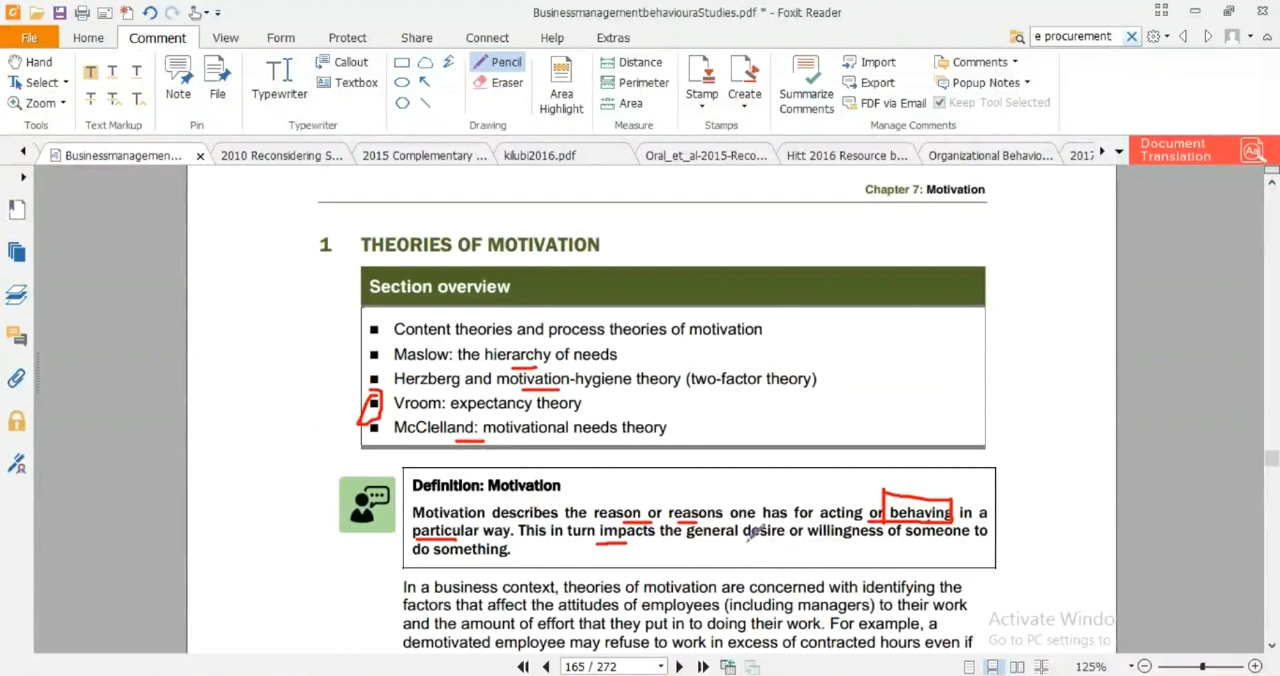 BusinessmanagementbehaviouraStudies.pdf * - Foxit Reader
File Home Comment View Form Protect Share Connect Help Extras e procurement
Hand Callout Pencil Distance Import Comments
Select Note File Typewriter Textbox Eraser Area Perimeter Stamp Create Summarize Export Popup Notes
Zoom Highlight Area Comments FDF via Email Keep Tool Selected
Tools Text Markup Pin Typewriter Drawing Measure Stamps Manage Comments
Businessmanagemen... 2010 Reconsidering S... 2015 Complementary ... kilubi2016.pdf Oral_et_al-2015-Reco... Hitt 2016 Resource b... Organizational Behavio... 2017 Document
Translation
Chapter 7: Motivation
1 THEORIES OF MOTIVATION
Section overview
■ Content theories and process theories of motivation
■ Maslow: the hierarchy of needs
■ Herzberg and motivation-hygiene theory (two-factor theory)
■ Vroom: expectancy theory
■ McClelland: motivational needs theory
Definition: Motivation
Motivation describes the reason or reasons one has for acting or behaving in a
particular way. This in turn impacts the general desire or willingness of someone to
do something.
In a business context, theories of motivation are concerned with identifying the
factors that affect the attitudes of employees (including managers) to their work
and the amount of effort that they put in to doing their work. For example, a
demotivated employee may refuse to work in excess of contracted hours even if
Activate Windo
Go to PC settings to
165 / 272 125%